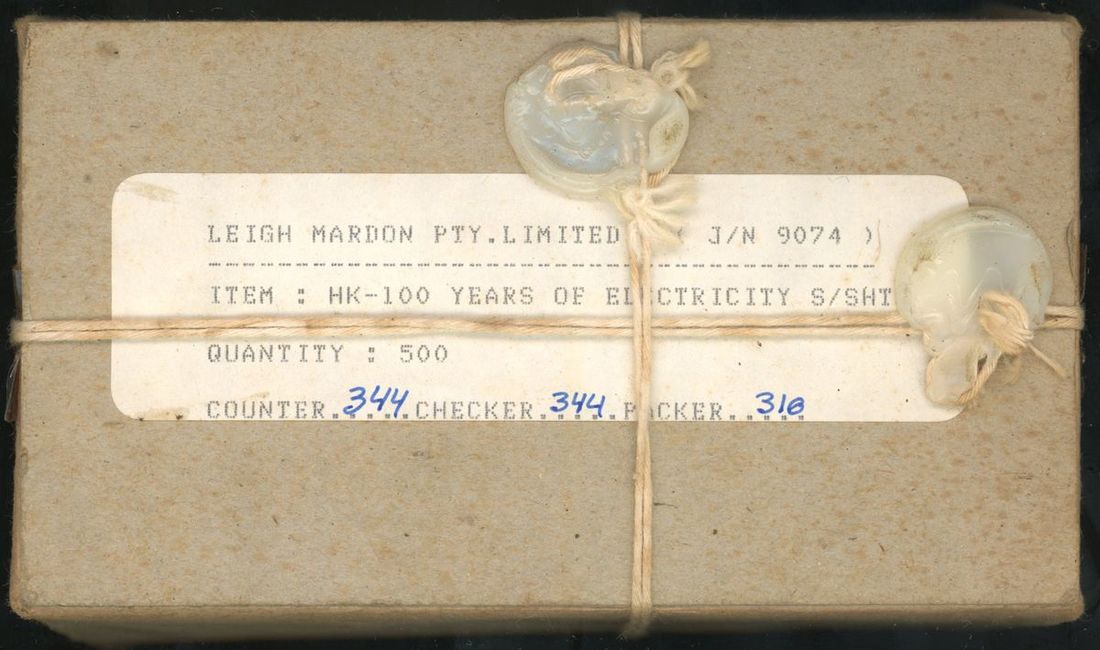 LEIGH MARDON PTY.LIMITED ( J/N 9074 )
----------------------------------------
ITEM : HK-100 YEARS OF ELECTRICITY S/SHT
QUANTITY : 500
COUNTER.344.CHECKER.344.PACKER..316